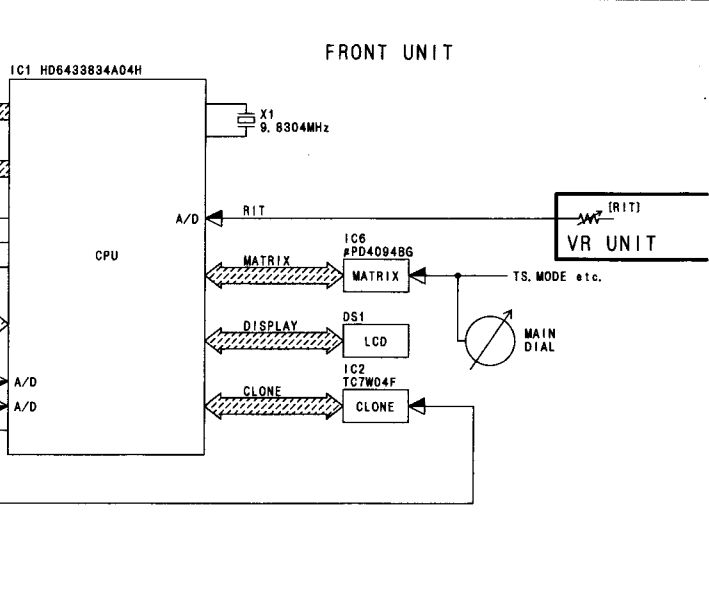 FRONT UNIT
IC1 HD6433834A04H
X1
9.8304MHz
A/D
RIT
[RIT]
VR UNIT
CPU
IC6
μPD4094BG
MATRIX
MATRIX
TS. MODE etc.
DS1
DISPLAY
LCD
MAIN
DIAL
IC2
TC7W04F
A/D
CLONE
A/D
CLONE